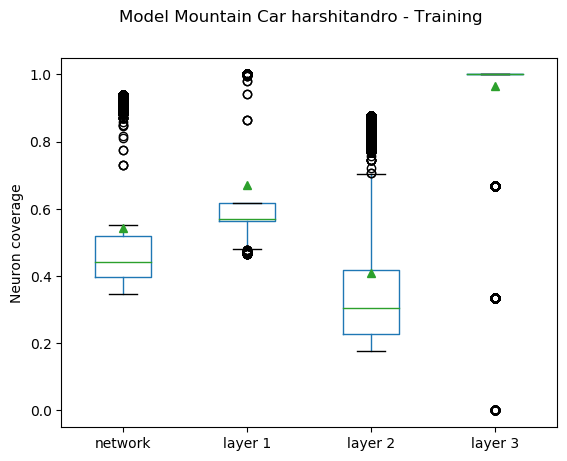 Model Mountain Car harshitandro - Training
Neuron coverage
1.0
0.8
0.6
0.4
0.2
0.0
network layer 1 layer 2 layer 3